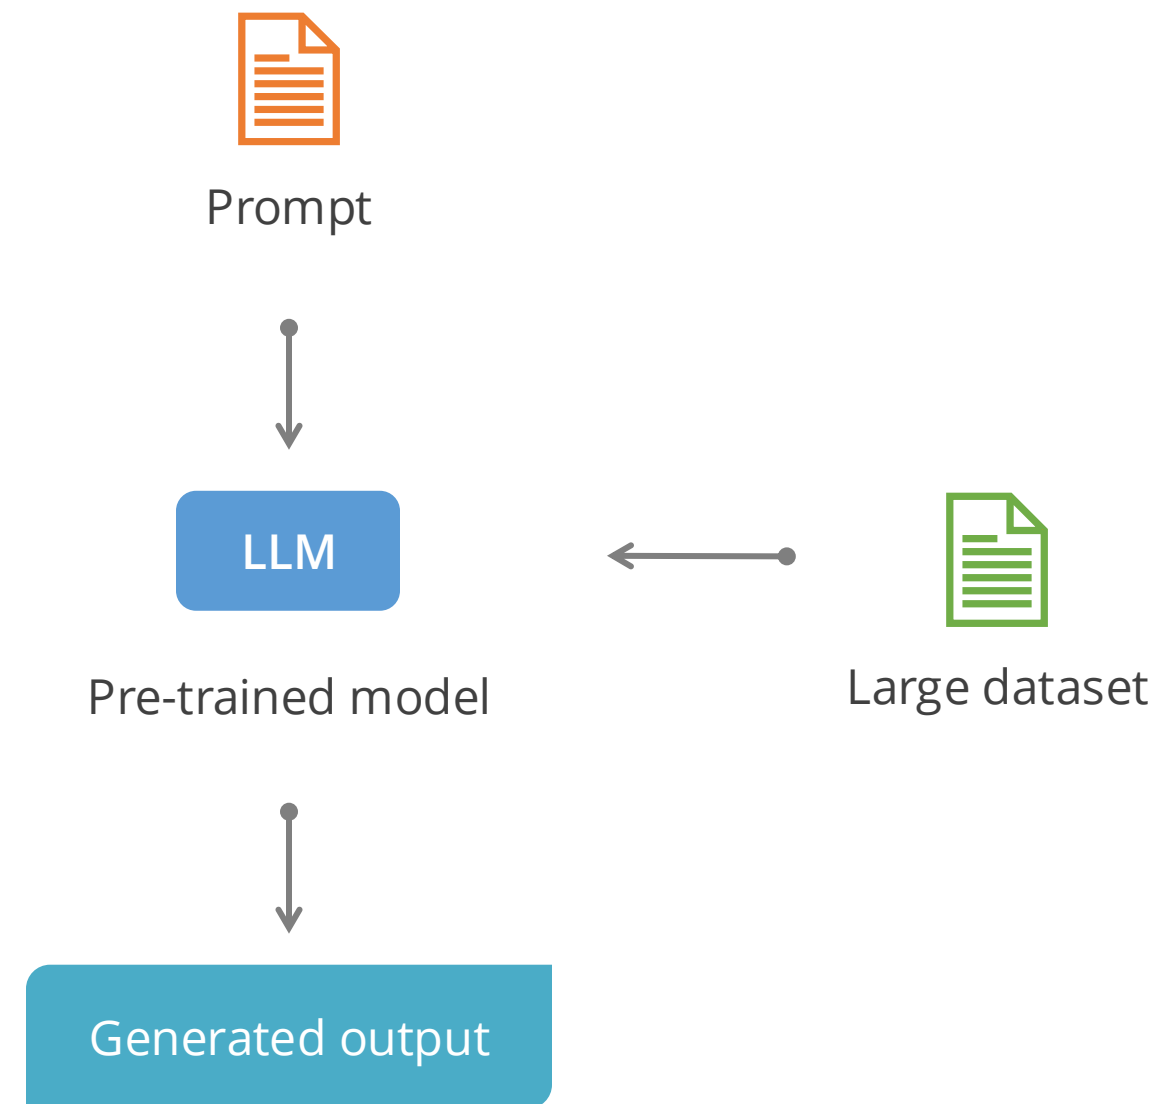 Prompt
LLM
Pre-trained model
Large dataset
Generated output